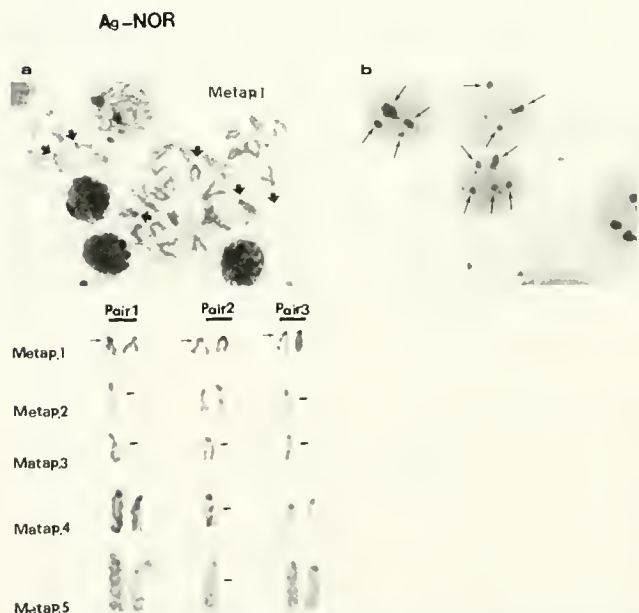 Ag-NOR
a
b
Metap.1
Pair1 Pair2 Pair3
Metap.1
Metap.2
Matap.3
Matap.4
Matap.5